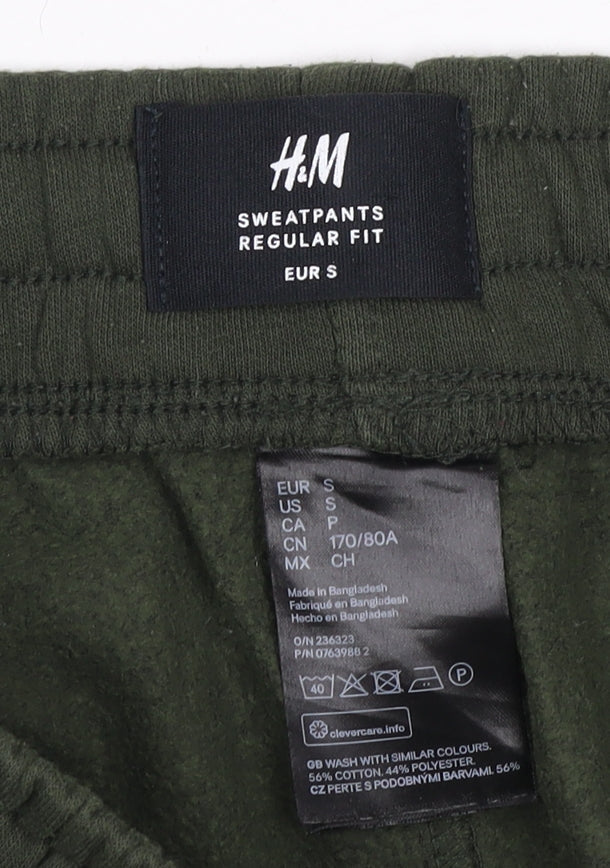 H&M
SWEATPANTS
REGULAR FIT
EUR S
EUR S
US S
CA P
CN 170/80A
MX CH
Made in Bangladesh
Fabriqué en Bangladesh
Hecho en Bangladesh
O/N 236323
P/N 0763988 2
40 P
clevercare.info
GB WASH WITH SIMILAR COLOURS.
56% COTTON. 44% POLYESTER.
CZ PERTE S PODOBNÝMI BARVAMI. 56%